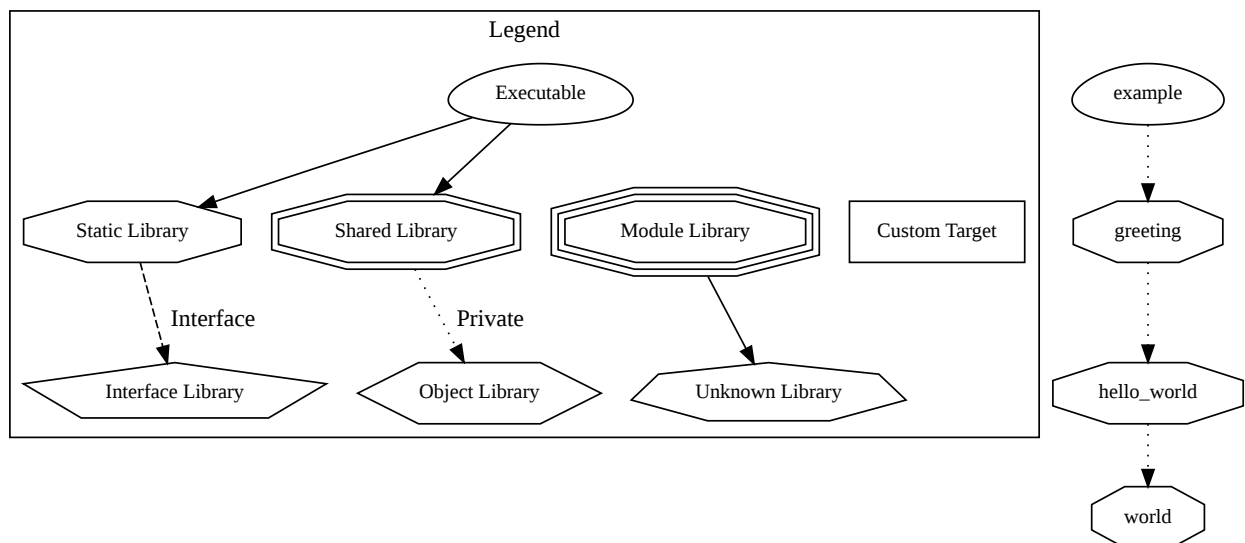 Legend
Executable
example
Static Library
Shared Library
Module Library
Custom Target
greeting
Interface
Private
Interface Library
Object Library
Unknown Library
hello_world
world